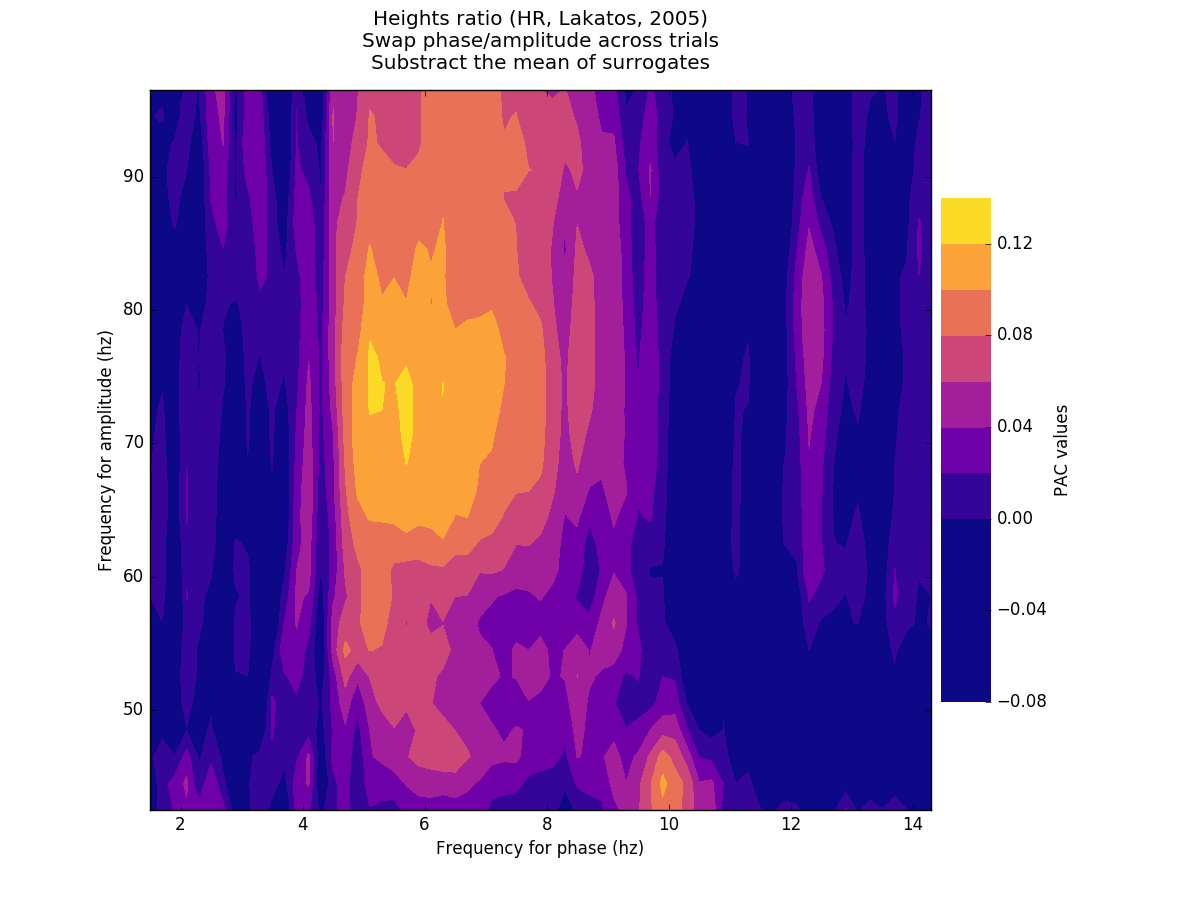 Heights ratio (HR, Lakatos, 2005)
Swap phase/amplitude across trials
Substract the mean of surrogates
Frequency for amplitude (hz)
90
80
70
60
50
2 4 6 8 10 12 14
Frequency for phase (hz)
0.12
0.08
0.04
0.00
−0.04
−0.08
PAC values